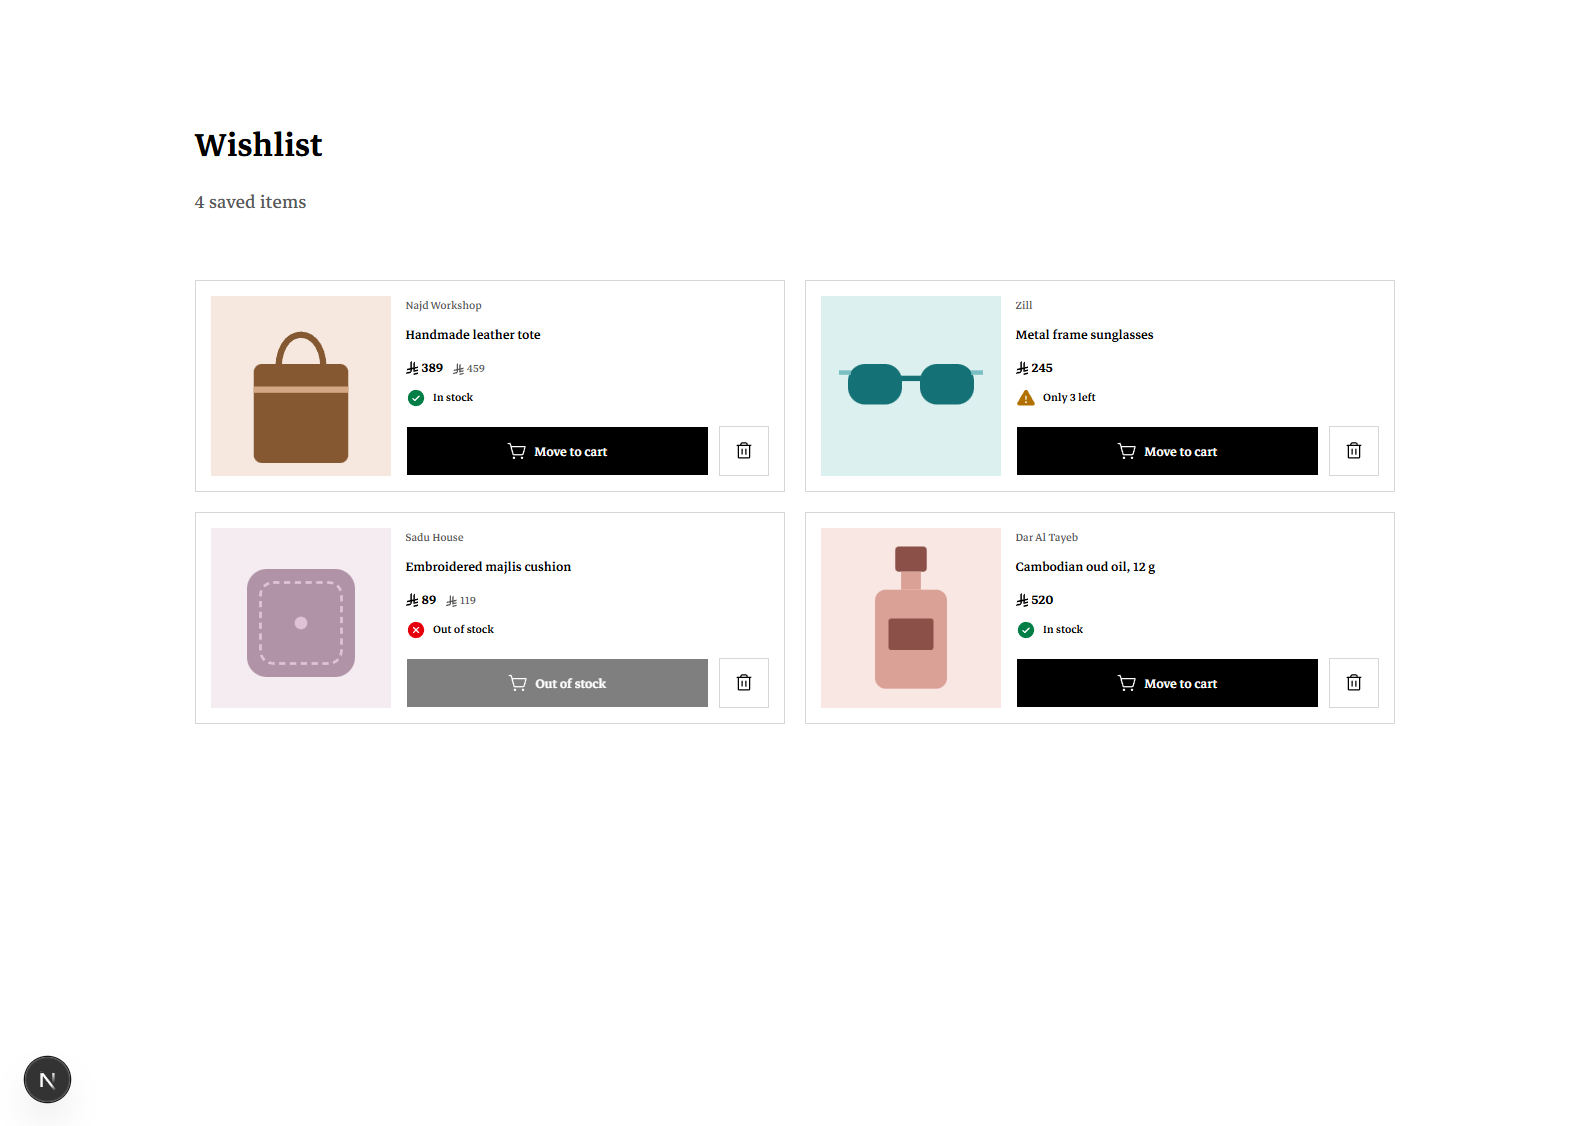 Wishlist
4 saved items
Najd Workshop
Handmade leather tote
⃁ 389 ⃁ 459
In stock
Move to cart
Zill
Metal frame sunglasses
⃁ 245
Only 3 left
Move to cart
Sadu House
Embroidered majlis cushion
⃁ 89 ⃁ 119
Out of stock
Out of stock
Dar Al Tayeb
Cambodian oud oil, 12 g
⃁ 520
In stock
Move to cart
N